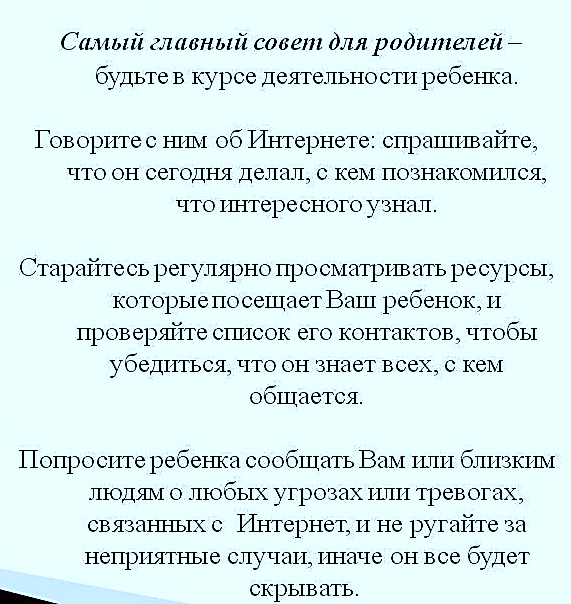 Самый главный совет для родителей –
будьте в курсе деятельности ребенка.
Говорите с ним об Интернете: спрашивайте,
что он сегодня делал, с кем познакомился,
что интересного узнал.
Старайтесь регулярно просматривать ресурсы,
которые посещает Ваш ребенок, и
проверяйте список его контактов, чтобы
убедиться, что он знает всех, с кем
общается.
Попросите ребенка сообщать Вам или близким
людям о любых угрозах или тревогах,
связанных с Интернет, и не ругайте за
неприятные случаи, иначе он все будет
скрывать.